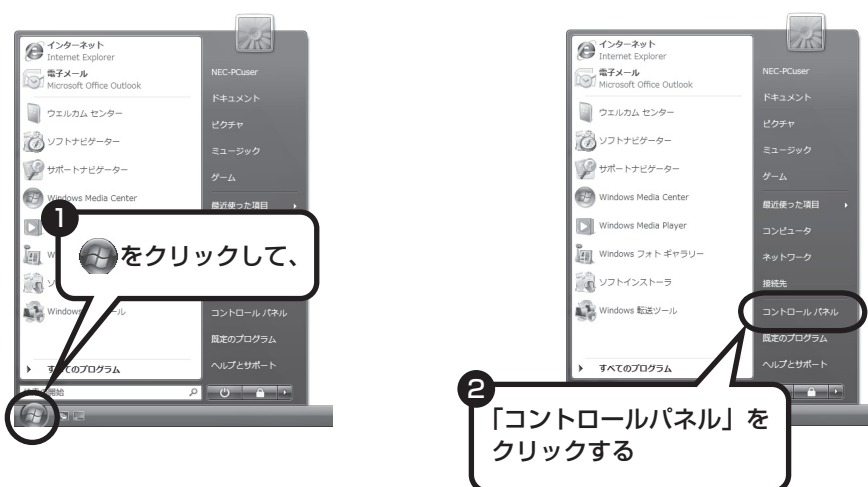 インターネット
Internet Explorer
電子メール
Microsoft Office Outlook
ウェルカム センター
ソフトナビゲーター
サポートナビゲーター
Windows Media Center
Windows
すべてのプログラム
の開始
NEC-PCuser
ドキュメント
ピクチャ
ミュージック
ゲーム
最近使った項目
コントロール パネル
既定のプログラム
ヘルプとサポート
1
をクリックして、
インターネット
Internet Explorer
電子メール
Microsoft Office Outlook
ウェルカム センター
ソフトナビゲーター
サポートナビゲーター
Windows Media Center
Windows Media Player
Windows フォト ギャラリー
ソフトインストーラ
Windows 転送ツール
すべてのプログラム
NEC-PCuser
ドキュメント
ピクチャ
ミュージック
ゲーム
最近使った項目
コンピュータ
ネットワーク
接続先
コントロール パネル
既定のプログラム
ヘルプとサポート
2
「コントロールパネル」を
クリックする